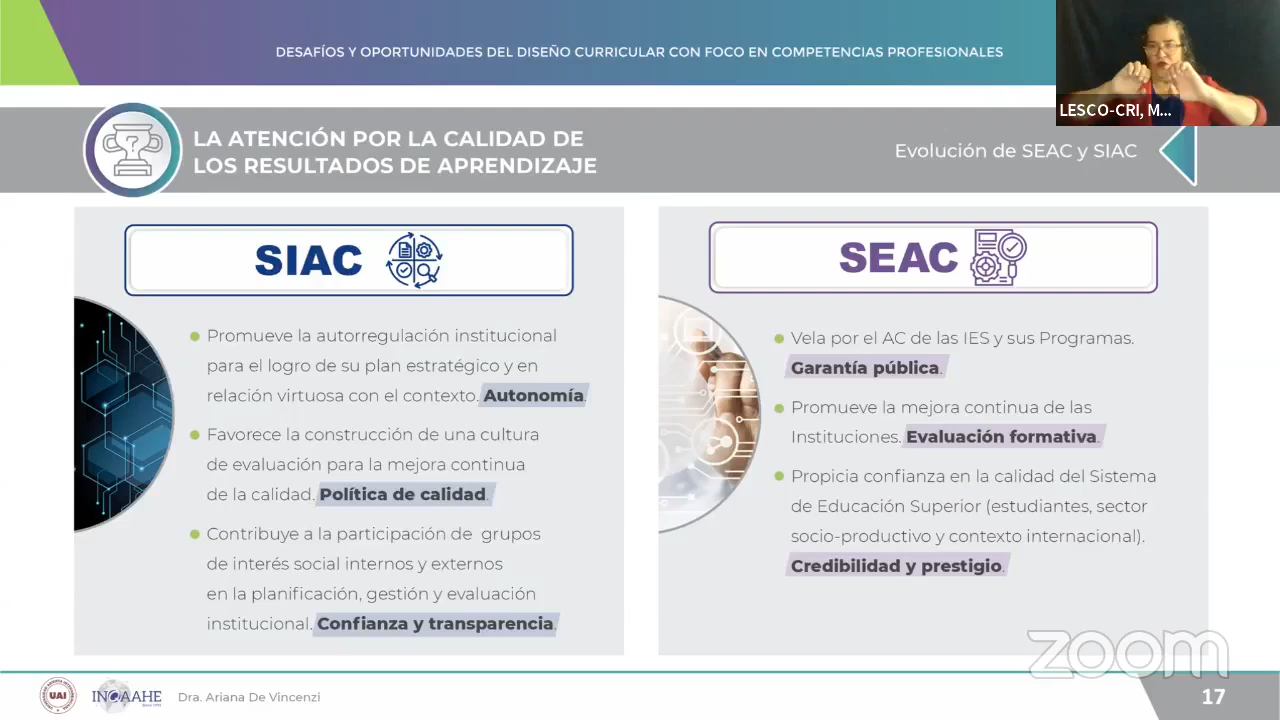 DESAFÍOS Y OPORTUNIDADES DEL DISEÑO CURRICULAR CON FOCO EN COMPETENCIAS PROFESIONALES
LESCO-CRI, M...
LA ATENCIÓN POR LA CALIDAD DE
LOS RESULTADOS DE APRENDIZAJE
Evolución de SEAC y SIAC
SIAC
Promueve la autorregulación institucional
para el logro de su plan estratégico y en
relación virtuosa con el contexto. Autonomía.
Favorece la construcción de una cultura
de evaluación para la mejora continua
de la calidad. Política de calidad.
Contribuye a la participación de grupos
de interés social internos y externos
en la planificación, gestión y evaluación
institucional. Confianza y transparencia.
SEAC
Vela por el AC de las IES y sus Programas.
Garantía pública.
Promueve la mejora continua de las
Instituciones. Evaluación formativa.
Propicia confianza en la calidad del Sistema
de Educación Superior (estudiantes, sector
socio-productivo y contexto internacional).
Credibilidad y prestigio.
zoom
UAI
INQAAHE
Dra. Ariana De Vincenzi
17